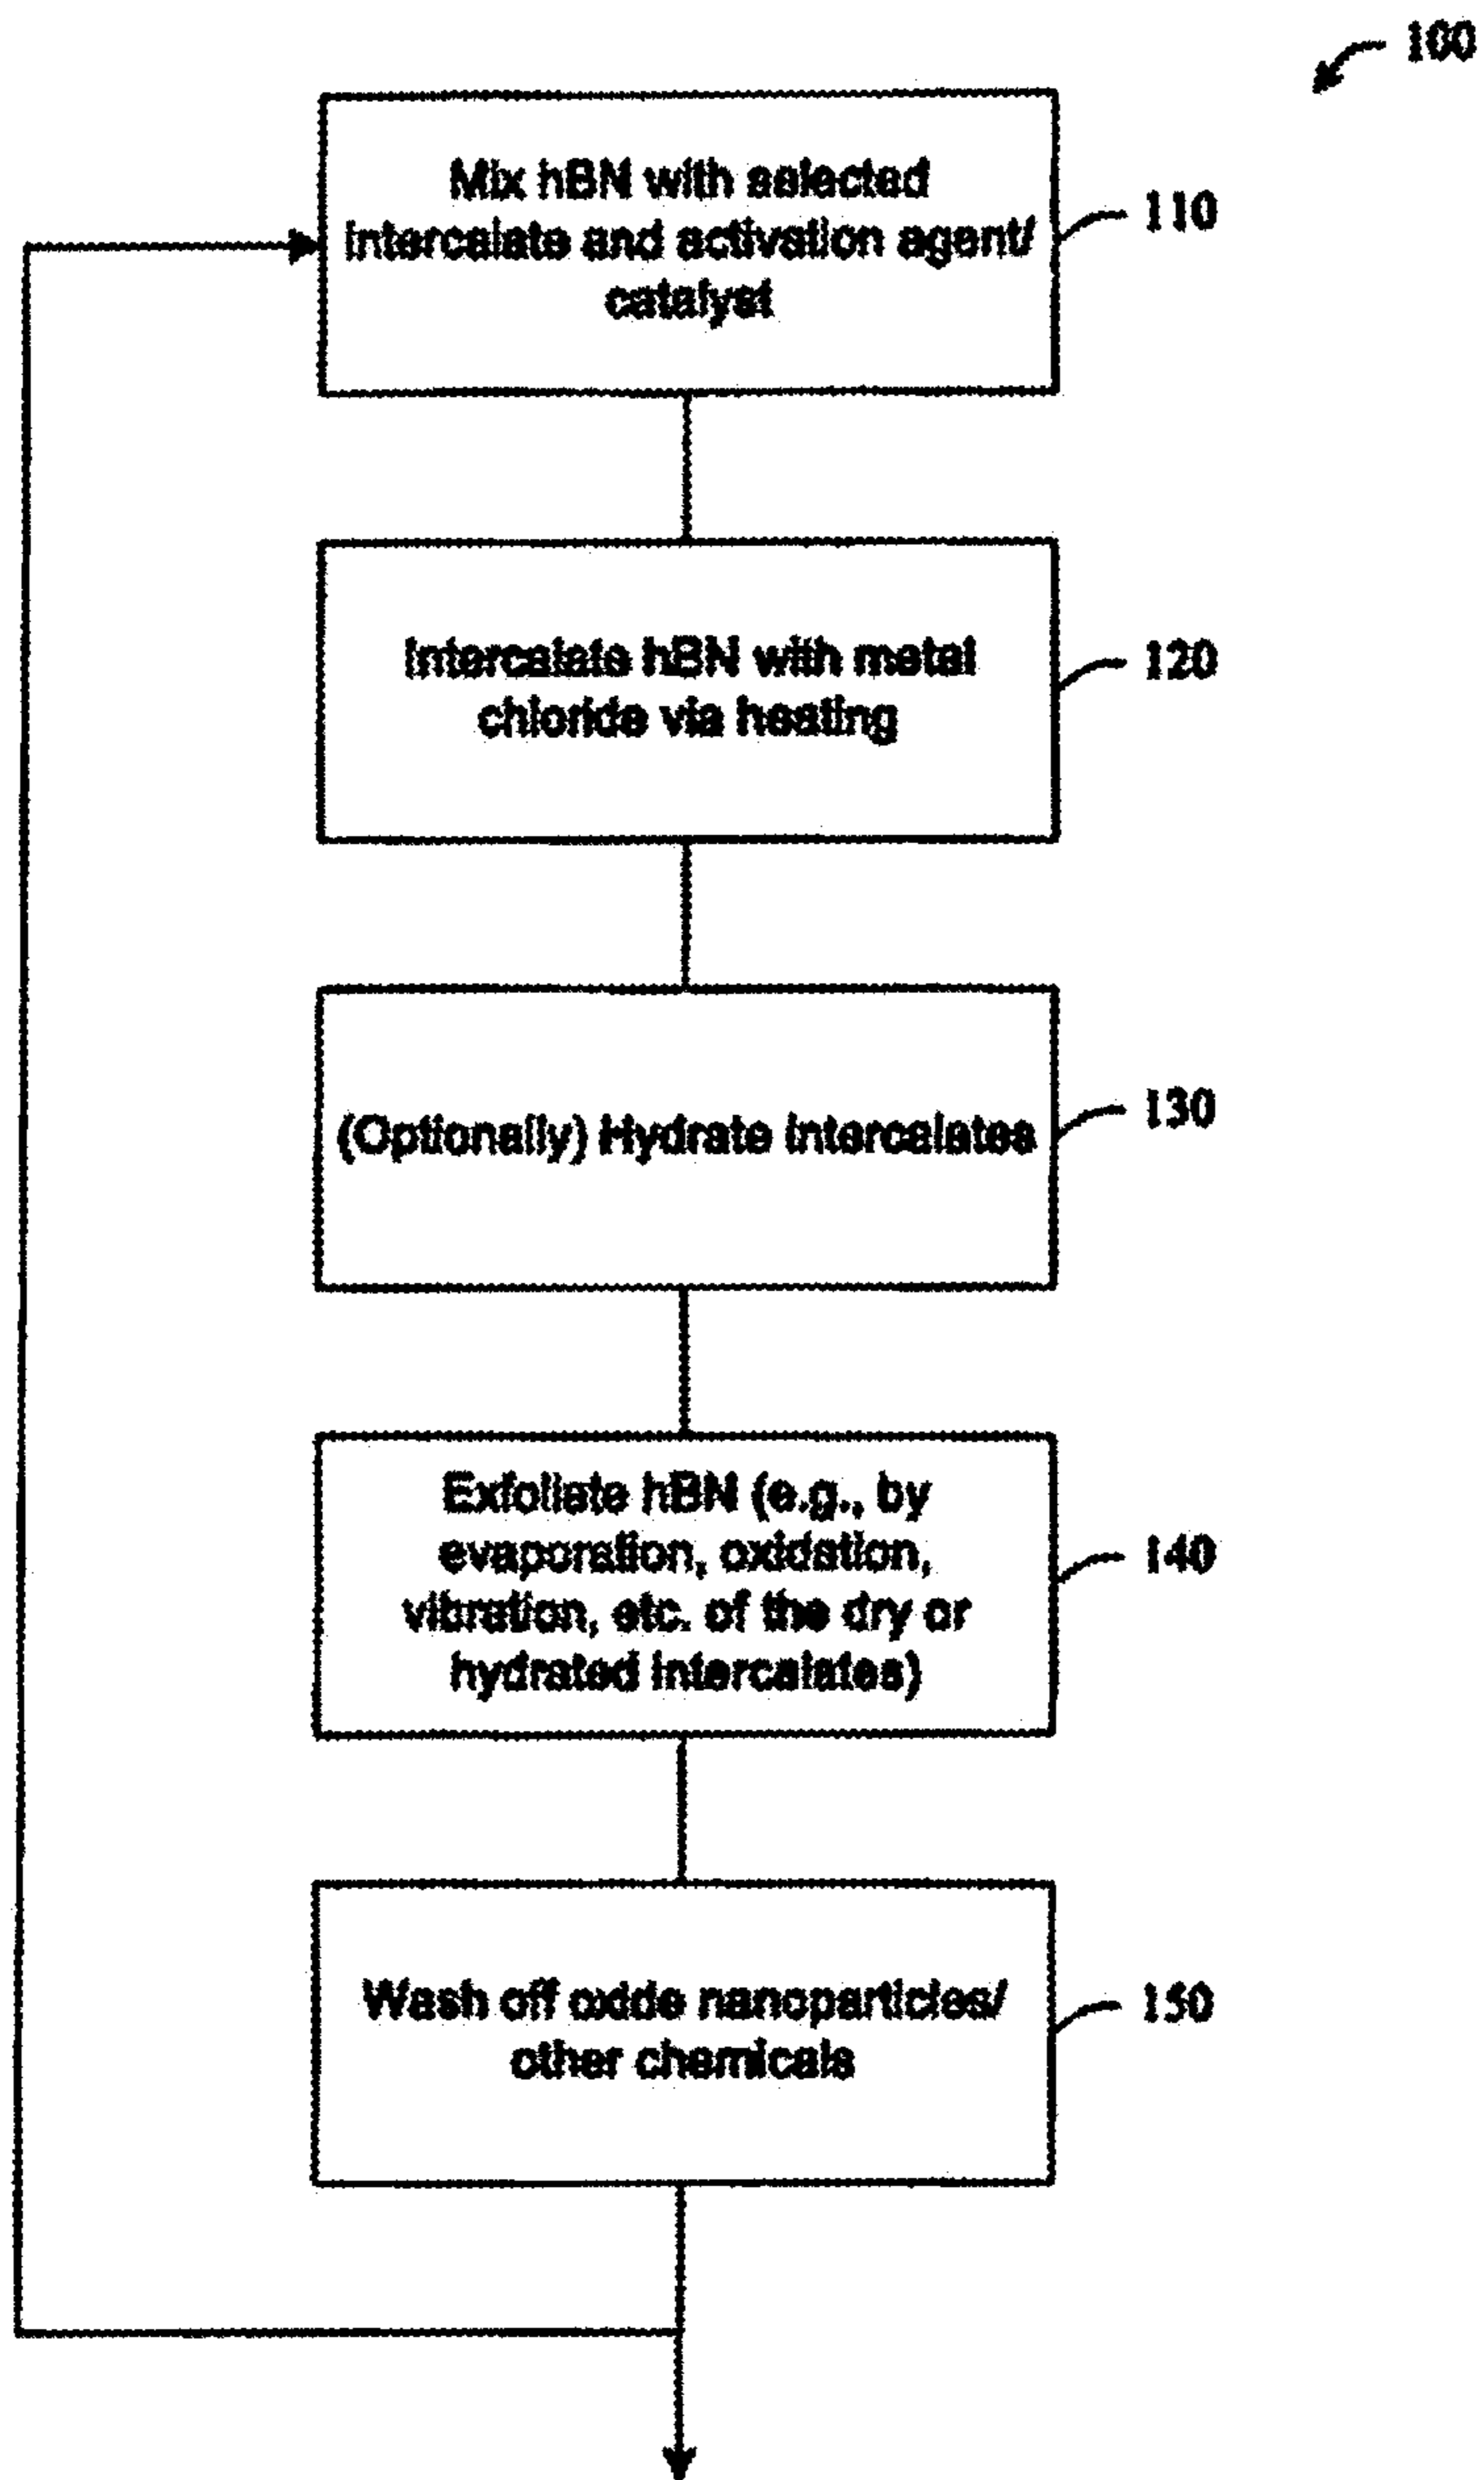 100
Mix hBN with selected
intercalate and activation agent/
catalyst
110
Intercalate hBN with metal
chloride via heating
120
(Optionally) Hydrate intercalates
130
Exfoliate hBN (e.g., by
evaporation, oxidation,
vibration, etc. of the dry or
hydrated intercalates)
140
Wash off oxide nanoparticles/
other chemicals
150